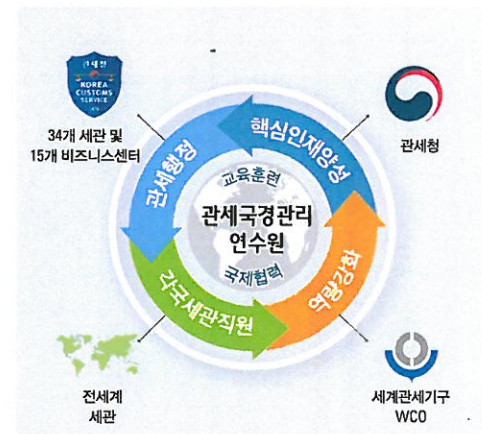 관세청
KOREA
CUSTOMS
SERVICE
34개 세관 및
15개 비즈니스센터
관세청
핵심인재양성
관세행정
교육훈련
관세국경관리
연수원
국제협력
역량강화
각국세관직원
전세계
세관
세계관세기구
WCO